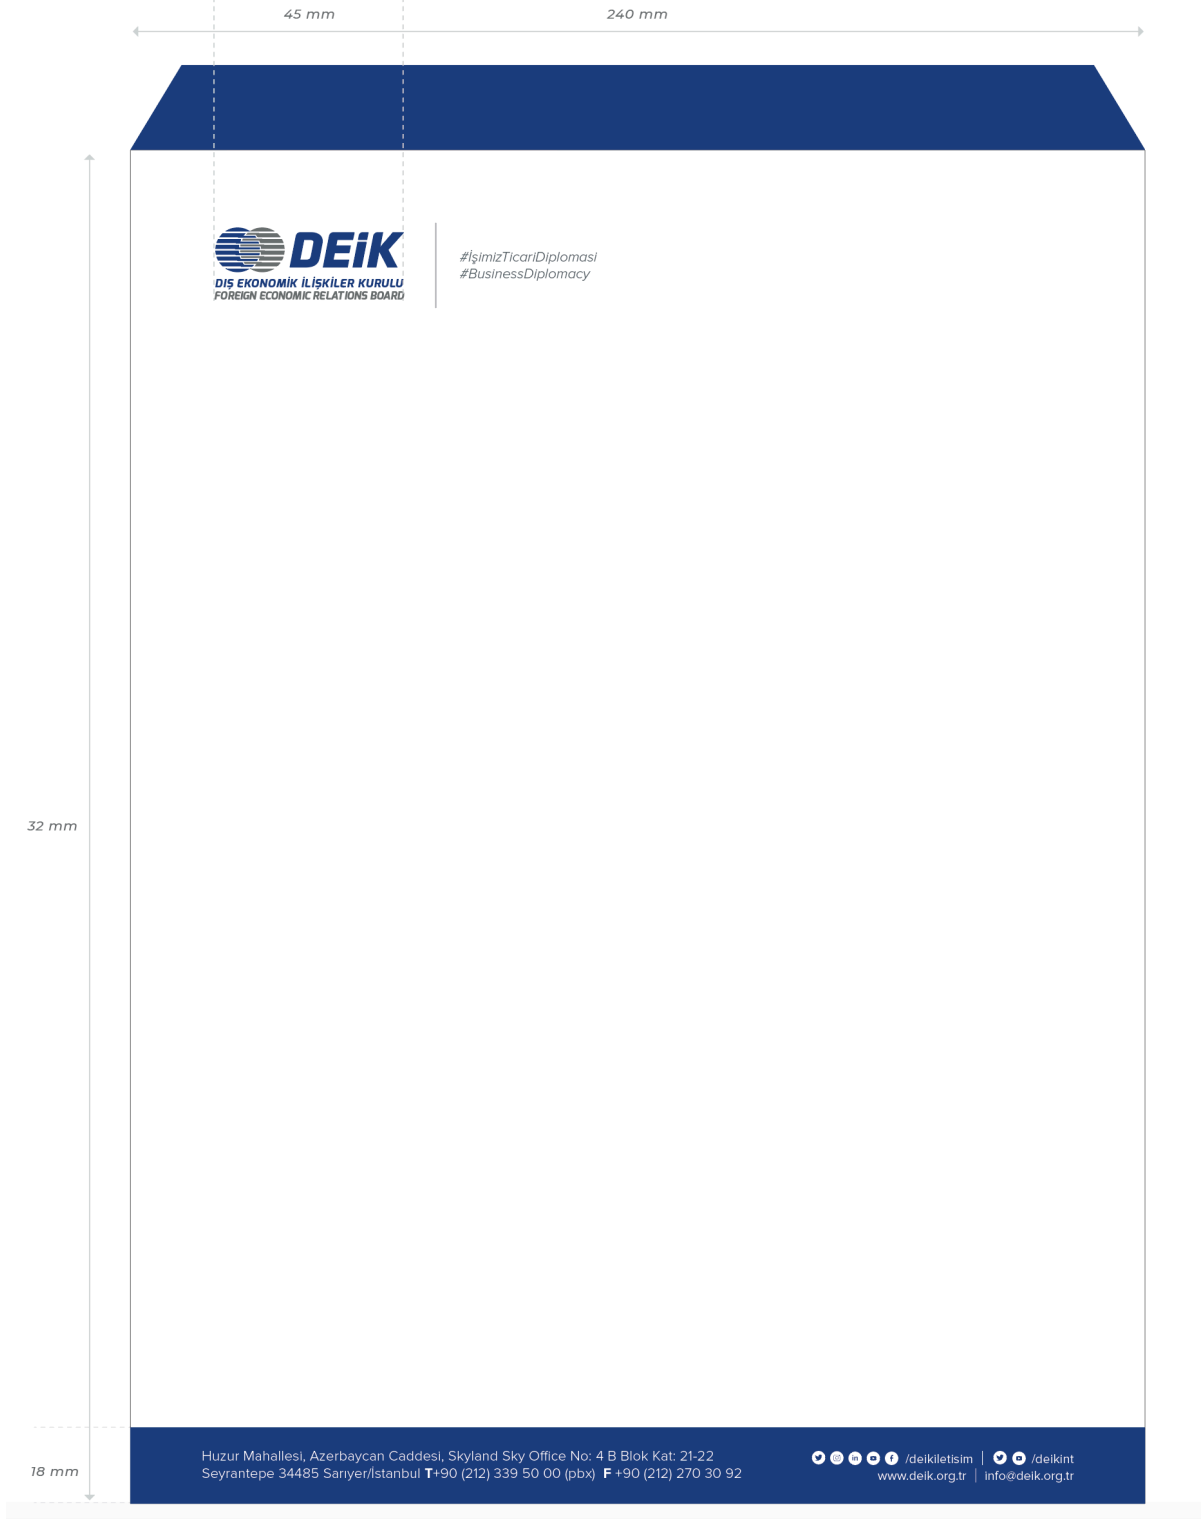 45 mm
240 mm
DEiK
DIŞ EKONOMİK İLİŞKİLER KURULU
FOREIGN ECONOMIC RELATIONS BOARD
#İşimizTicariDiplomasi
#BusinessDiplomacy
32 mm
18 mm
Huzur Mahallesi, Azerbaycan Caddesi, Skyland Sky Office No: 4 B Blok Kat: 21-22
Seyrantepe 34485 Sarıyer/İstanbul T+90 (212) 339 50 00 (pbx) F +90 (212) 270 30 92
/deikiletisim | /deikint
www.deik.org.tr | info@deik.org.tr